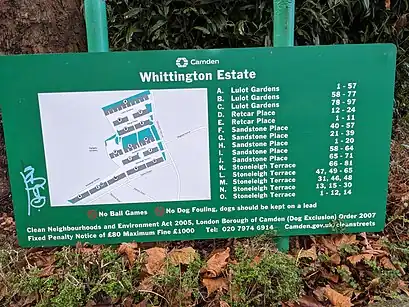 Camden
Whittington Estate
A. Lulot Gardens 1 - 57
B. Lulot Gardens 58 - 77
C. Lulot Gardens 78 - 97
D. Retcar Place 12 - 24
E. Retcar Place 1 - 11
F. Sandstone Place 40 - 57
G. Sandstone Place 21 - 39
H. Sandstone Place 1 - 20
I. Sandstone Place 58 - 64
J. Sandstone Place 65 - 71
K. Stoneleigh Terrace 66 - 81
L. Stoneleigh Terrace 47, 49 - 65
M. Stoneleigh Terrace 31, 46, 48
N. Stoneleigh Terrace 13, 15 - 30
O. Stoneleigh Terrace 1 - 12, 14
No Ball Games No Dog Fouling, dogs should be kept on a lead
Clean Neighbourhoods and Environment Act 2005, London Borough of Camden (Dog Exclusion) Order 2007
Fixed Penalty Notice of £80 Maximum Fine £1000 Tel: 020 7974 6914 Camden.gov.uk/cleanstreets